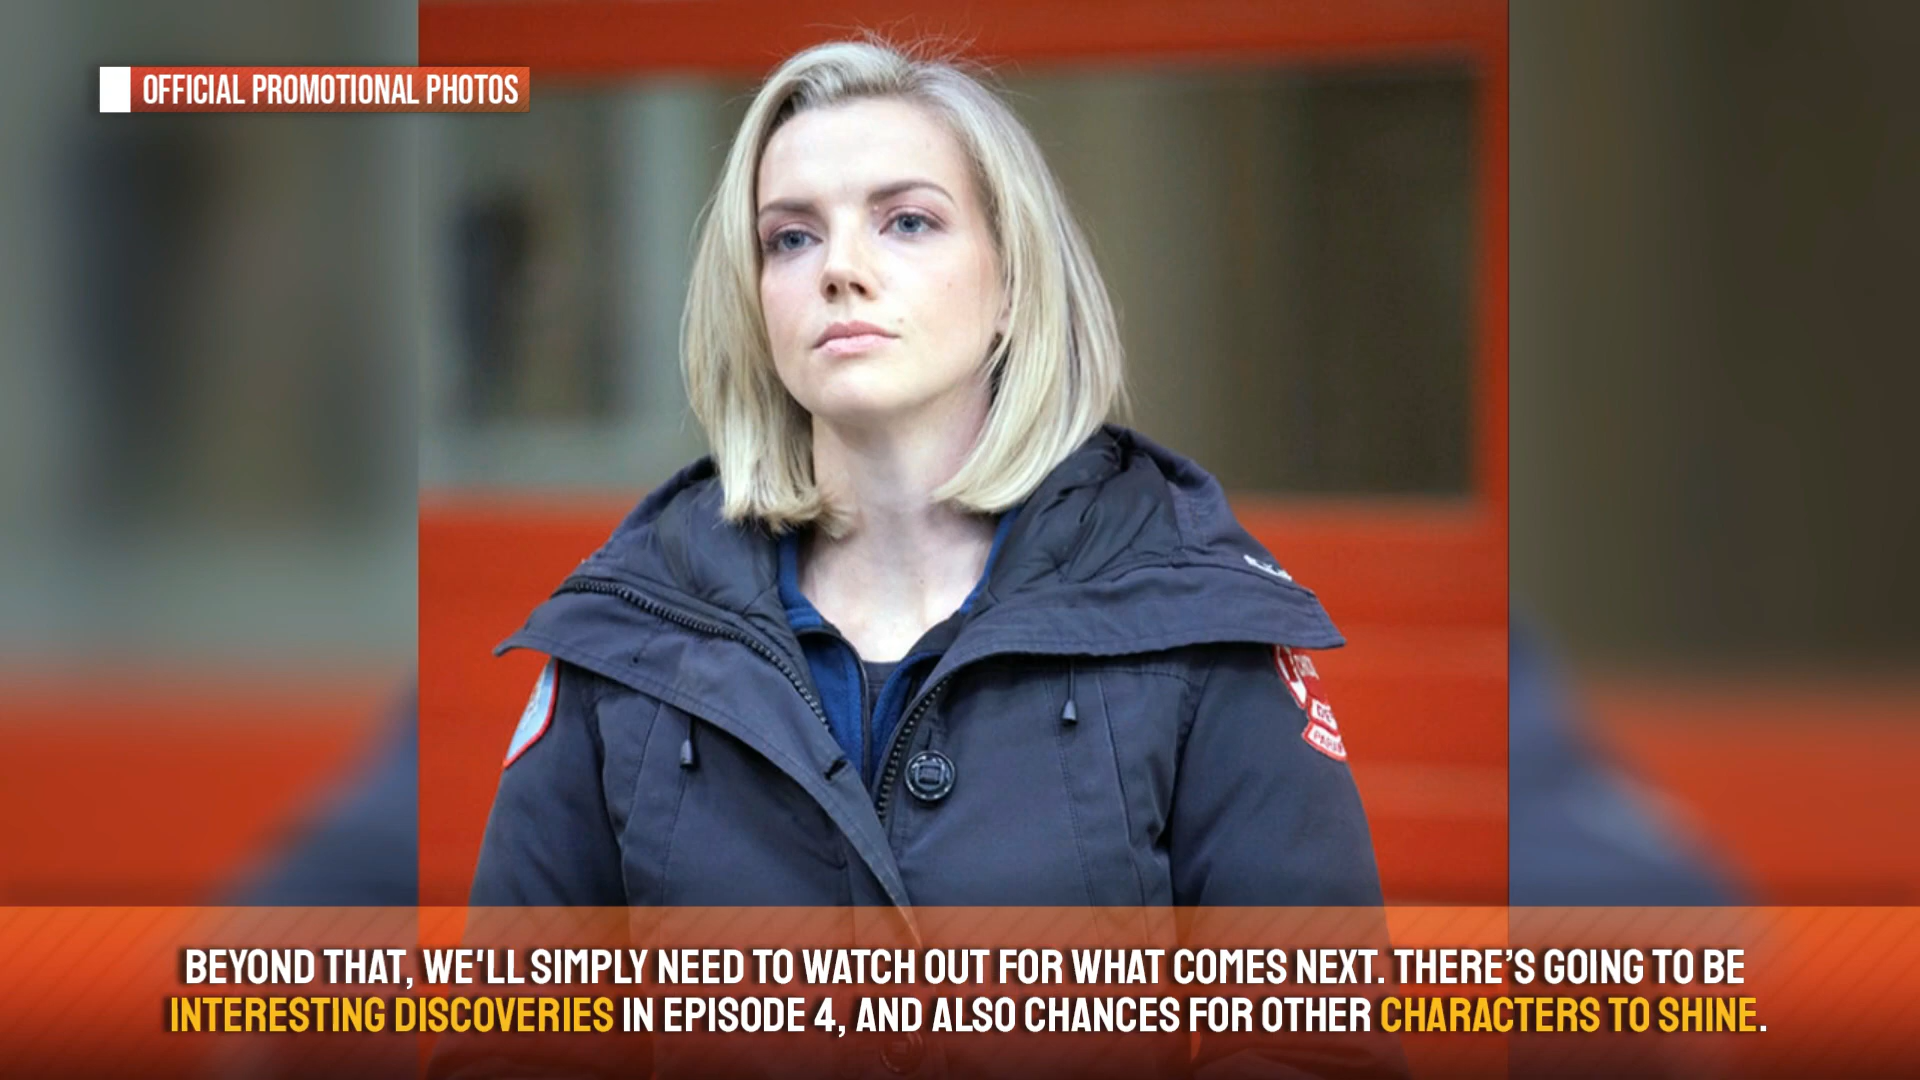 OFFICIAL PROMOTIONAL PHOTOS
BEYOND THAT, WE'LL SIMPLY NEED TO WATCH OUT FOR WHAT COMES NEXT. THERE’S GOING TO BE
INTERESTING DISCOVERIES IN EPISODE 4, AND ALSO CHANCES FOR OTHER CHARACTERS TO SHINE.